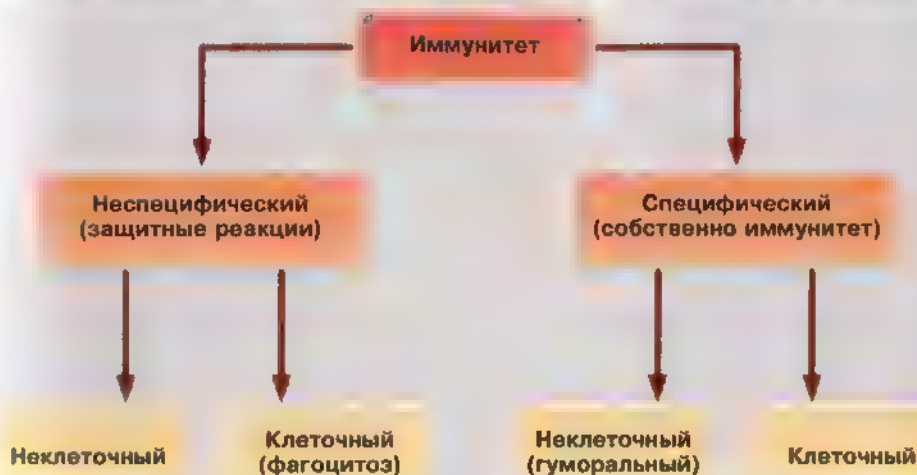 Иммунитет
Неспецифический
(защитные реакции)
Специфический
(собственно иммунитет)
Неклеточный
Клеточный
(фагоцитоз)
Неклеточный
(гуморальный)
Клеточный